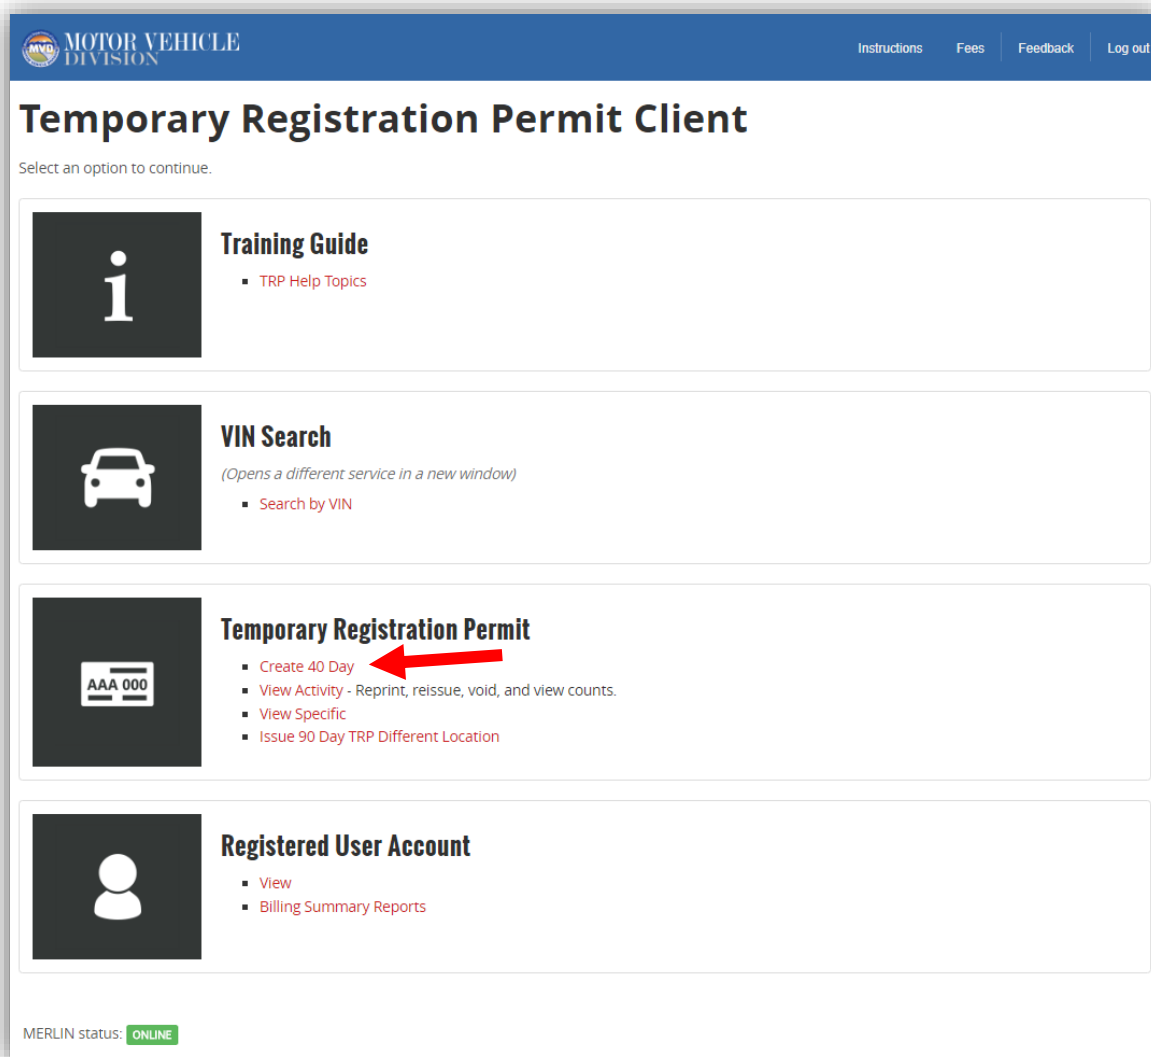 MVD
MOTOR VEHICLE
DIVISION
Instructions Fees Feedback Log out
Temporary Registration Permit Client
Select an option to continue.
i
Training Guide
TRP Help Topics
VIN Search
(Opens a different service in a new window)
Search by VIN
Temporary Registration Permit
AAA 000
Create 40 Day
View Activity - Reprint, reissue, void, and view counts.
View Specific
Issue 90 Day TRP Different Location
Registered User Account
View
Billing Summary Reports
MERLIN status: ONLINE